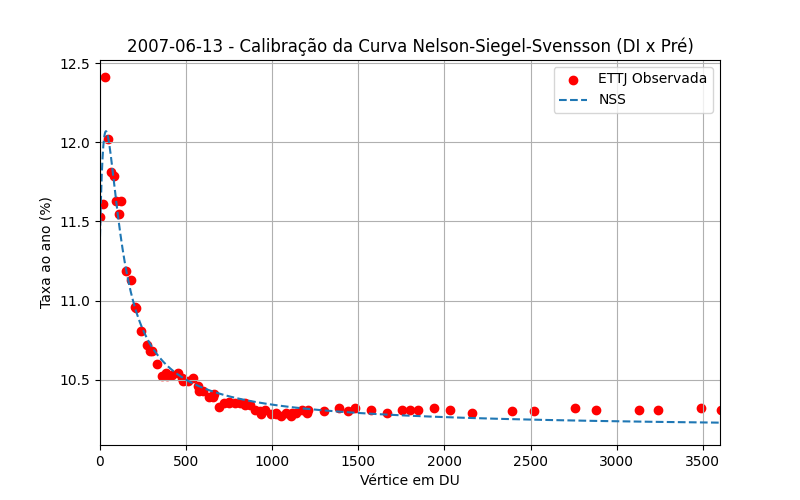 2007-06-13 - Calibração da Curva Nelson-Siegel-Svensson (DI x Pré)
ETTJ Observada
NSS
Taxa ao ano (%)
12.5
12.0
11.5
11.0
10.5
0 500 1000 1500 2000 2500 3000 3500
Vértice em DU